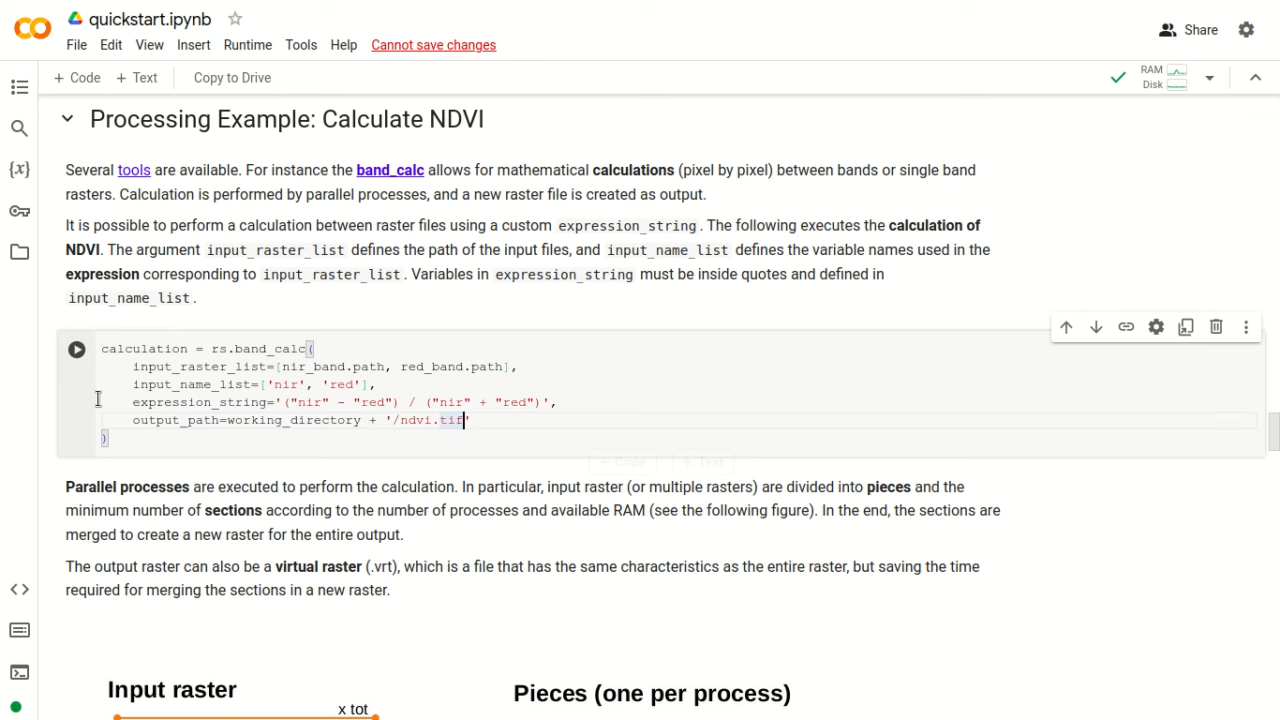 quickstart.ipynb
File Edit View Insert Runtime Tools Help Cannot save changes
Share
+ Code + Text Copy to Drive
RAM
Disk
Processing Example: Calculate NDVI
Several tools are available. For instance the band_calc allows for mathematical calculations (pixel by pixel) between bands or single band
rasters. Calculation is performed by parallel processes, and a new raster file is created as output.
It is possible to perform a calculation between raster files using a custom expression_string. The following executes the calculation of
NDVI. The argument input_raster_list defines the path of the input files, and input_name_list defines the variable names used in the
expression corresponding to input_raster_list. Variables in expression_string must be inside quotes and defined in
input_name_list.
calculation = rs.band_calc(
input_raster_list=[nir_band.path, red_band.path],
input_name_list=['nir', 'red'],
expression_string='("nir" - "red") / ("nir" + "red")',
output_path=working_directory + '/ndvi.tif'
)
+ Code + Text
Parallel processes are executed to perform the calculation. In particular, input raster (or multiple rasters) are divided into pieces and the
minimum number of sections according to the number of processes and available RAM (see the following figure). In the end, the sections are
merged to create a new raster for the entire output.
The output raster can also be a virtual raster (.vrt), which is a file that has the same characteristics as the entire raster, but saving the time
required for merging the sections in a new raster.
Input raster
x tot
Pieces (one per process)